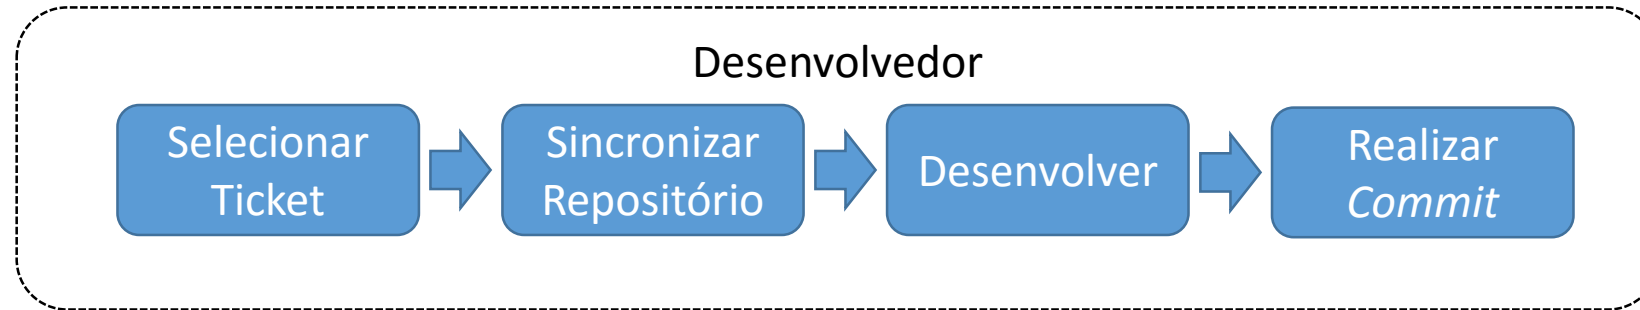 Desenvolvedor
Selecionar
Ticket
Sincronizar
Repositório
Desenvolver
Realizar
Commit